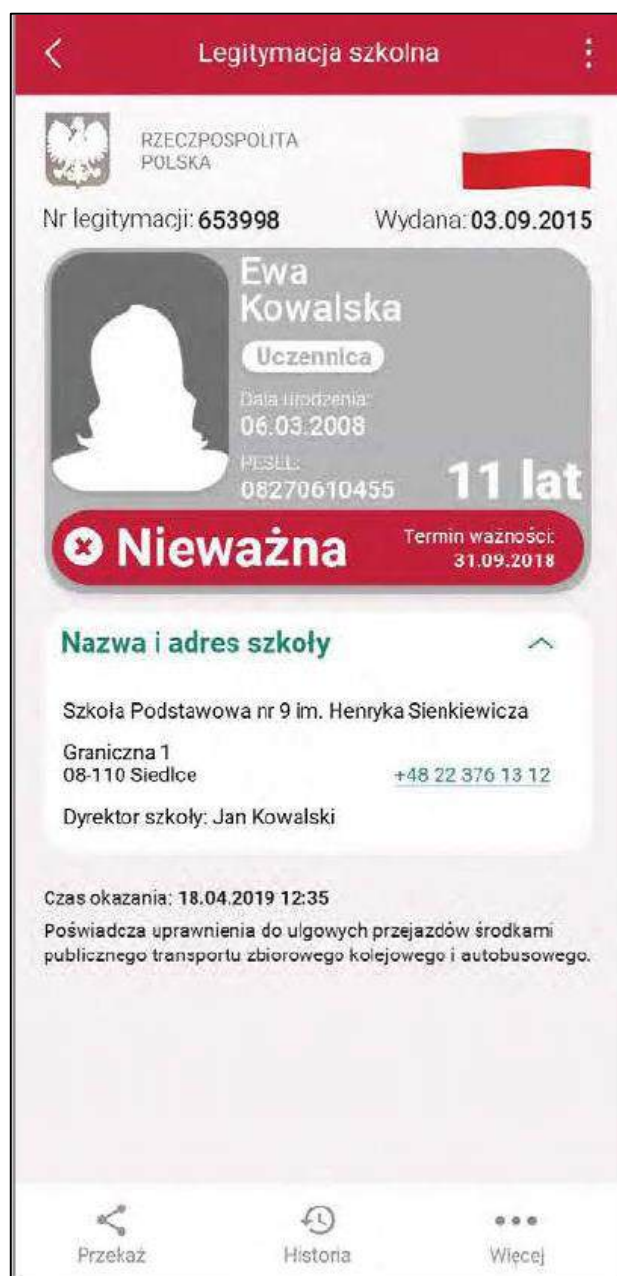 Legitymacja szkolna
RZECZPOSPOLITA
POLSKA
Nr legitymacji: 653998
Wydana: 03.09.2015
Ewa
Kowalska
Uczennica
Data urodzenia:
06.03.2008
PESEL:
08270610455
11 lat
Nieważna
Termin ważności:
31.09.2018
Nazwa i adres szkoły
Szkoła Podstawowa nr 9 im. Henryka Sienkiewicza
Graniczna 1
08-110 Siedlce
+48 22 376 13 12
Dyrektor szkoły: Jan Kowalski
Czas okazania: 18.04.2019 12:35
Poświadcza uprawnienia do ulgowych przejazdów środkami
publicznego transportu zbiorowego kolejowego i autobusowego.
Przekaż
Historia
Więcej